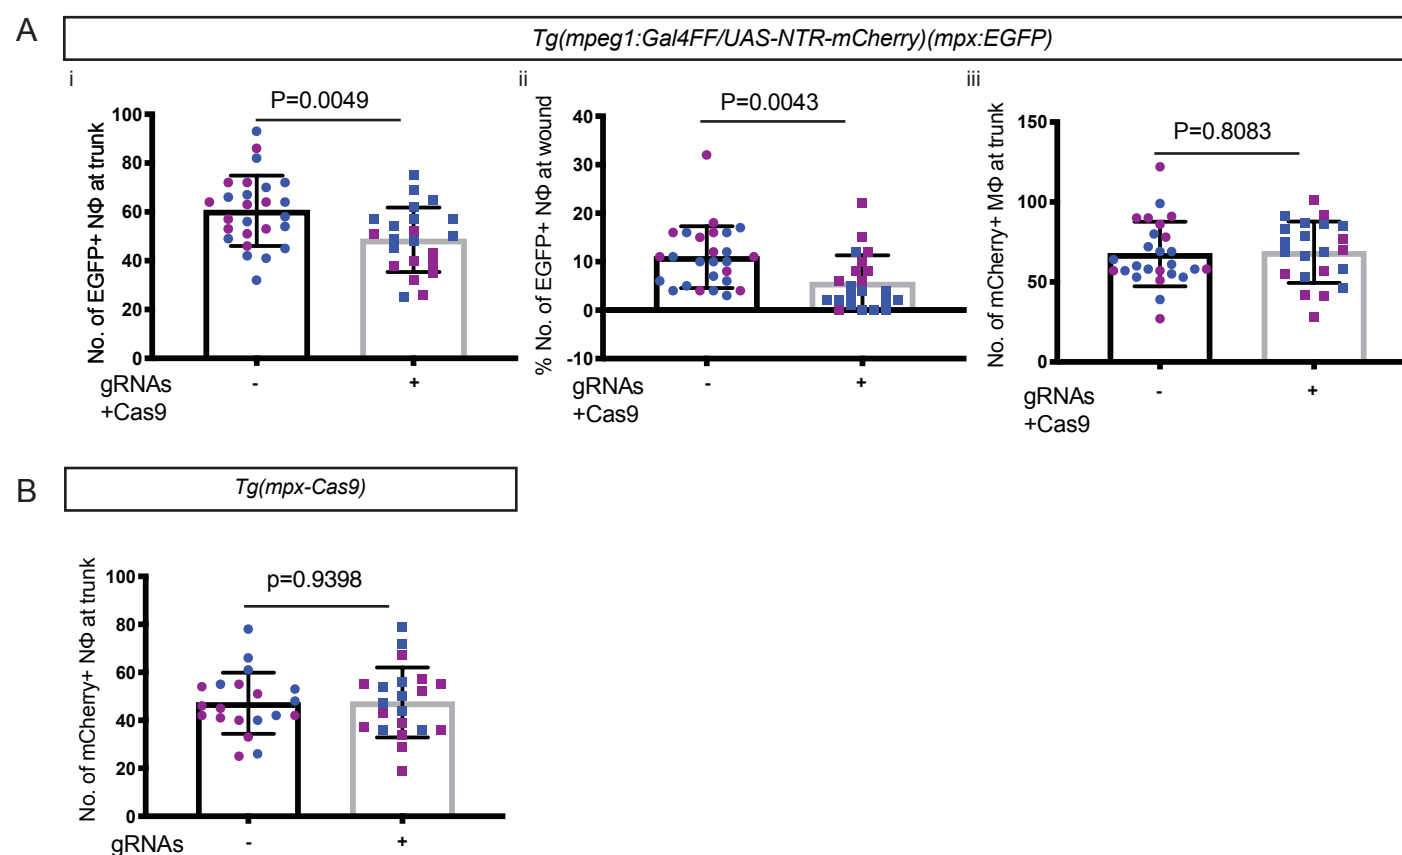 A
Tg(mpeg1:Gal4FF/UAS-NTR-mCherry)(mpx:EGFP)
i
ii
iii
P=0.0049
No. of EGFP+ NΦ at trunk
100
80
60
40
20
0
gRNAs - +
+Cas9
P=0.0043
% No. of EGFP+ NΦ at wound
40
30
20
10
0
-10
gRNAs - +
+Cas9
P=0.8083
No. of mCherry+ MΦ at trunk
150
100
50
0
gRNAs - +
+Cas9
B
Tg(mpx-Cas9)
p=0.9398
No. of mCherry+ NΦ at trunk
100
80
60
40
20
0
gRNAs - +